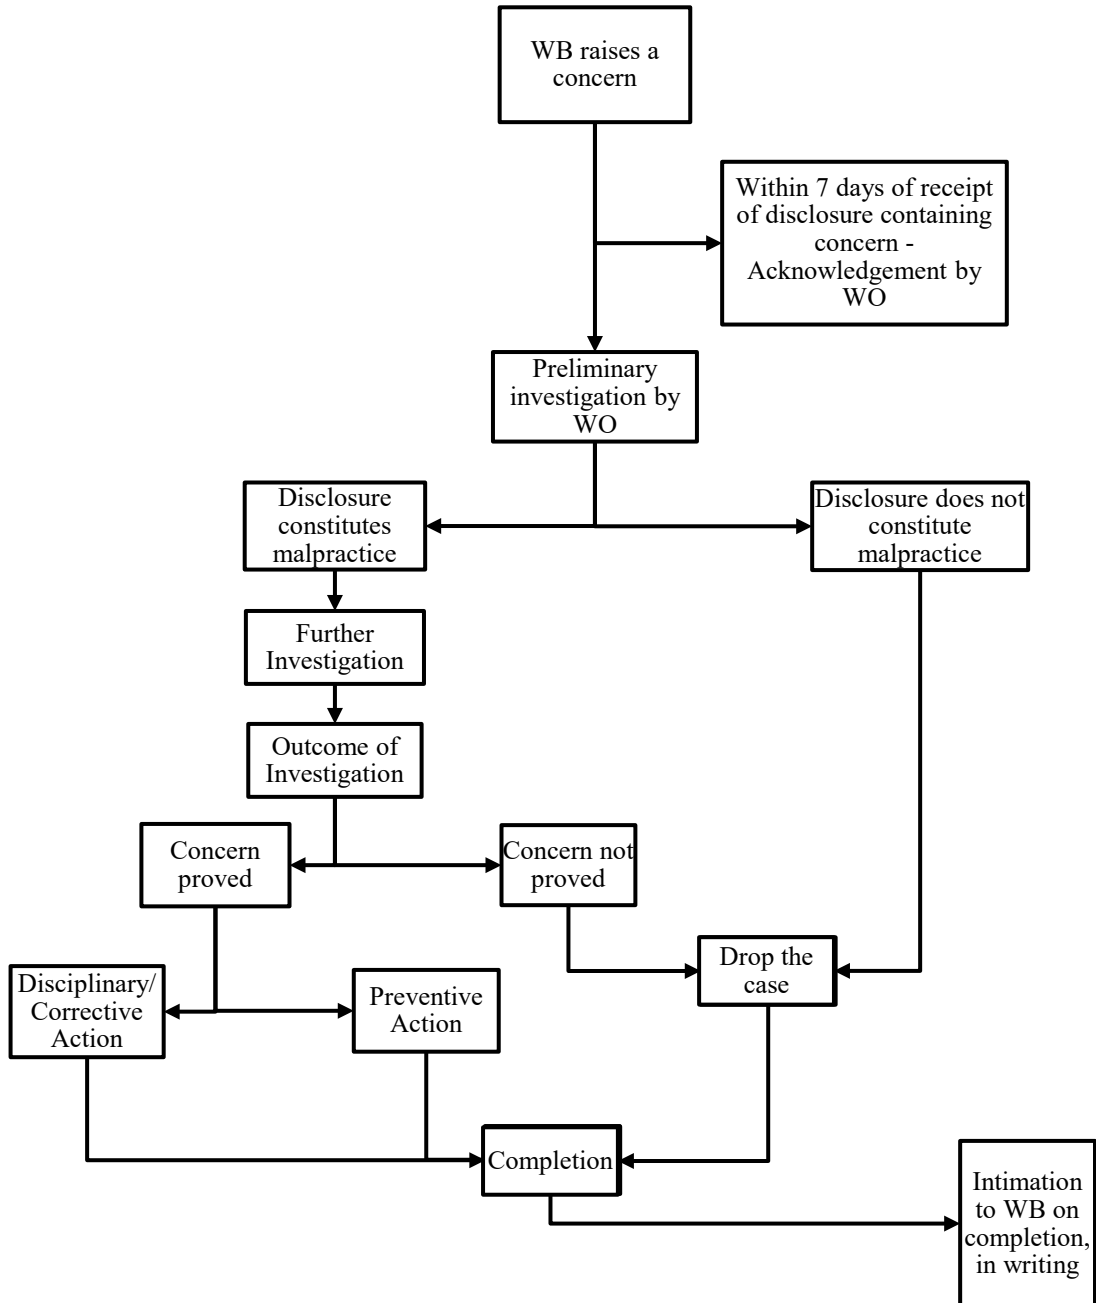 WB raises a
concern
Within 7 days of receipt
of disclosure containing
concern -
Acknowledgement by
WO
Preliminary
investigation by
WO
Disclosure
constitutes
malpractice
Disclosure does not
constitute
malpractice
Further
Investigation
Outcome of
Investigation
Concern
proved
Concern not
proved
Drop the
case
Disciplinary/
Corrective
Action
Preventive
Action
Completion
Intimation
to WB on
completion,
in writing